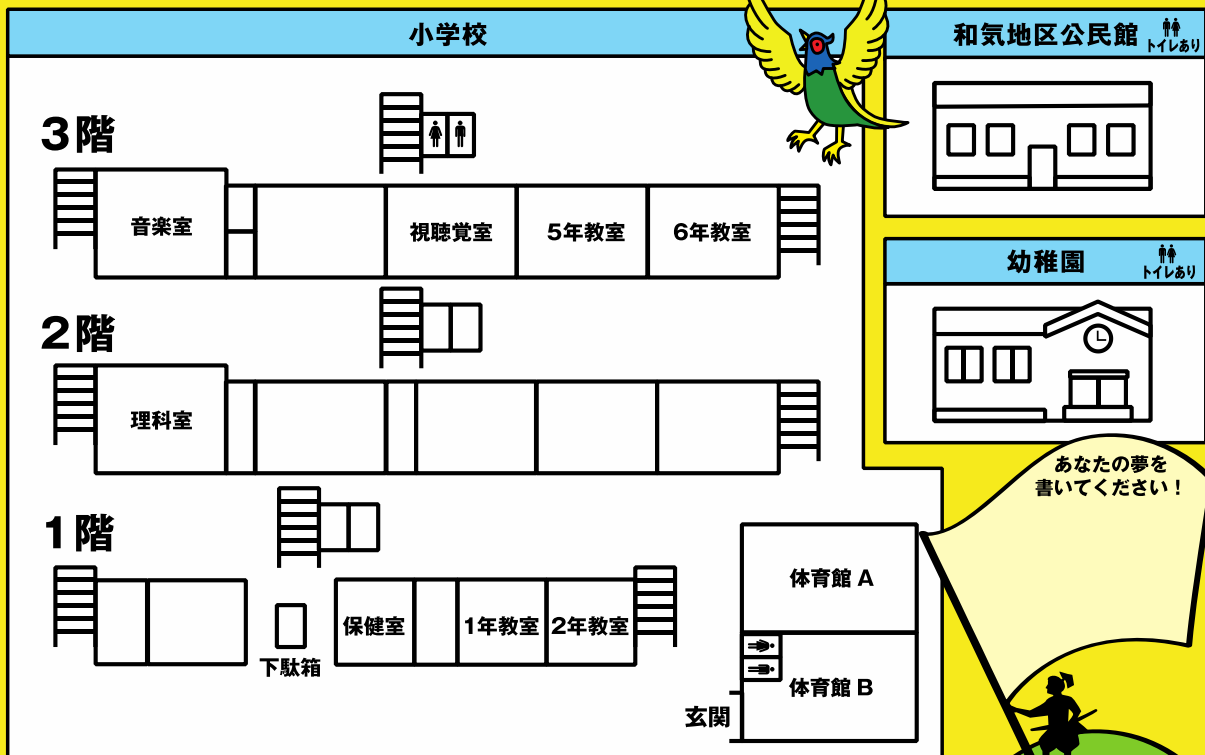 小学校
3階
音楽室
視聴覚室
5年教室
6年教室
2階
理科室
1階
下駄箱
保健室
1年教室
2年教室
体育館 A
体育館 B
玄関
和気地区公民館
トイレあり
幼稚園
トイレあり
あなたの夢を
書いてください！